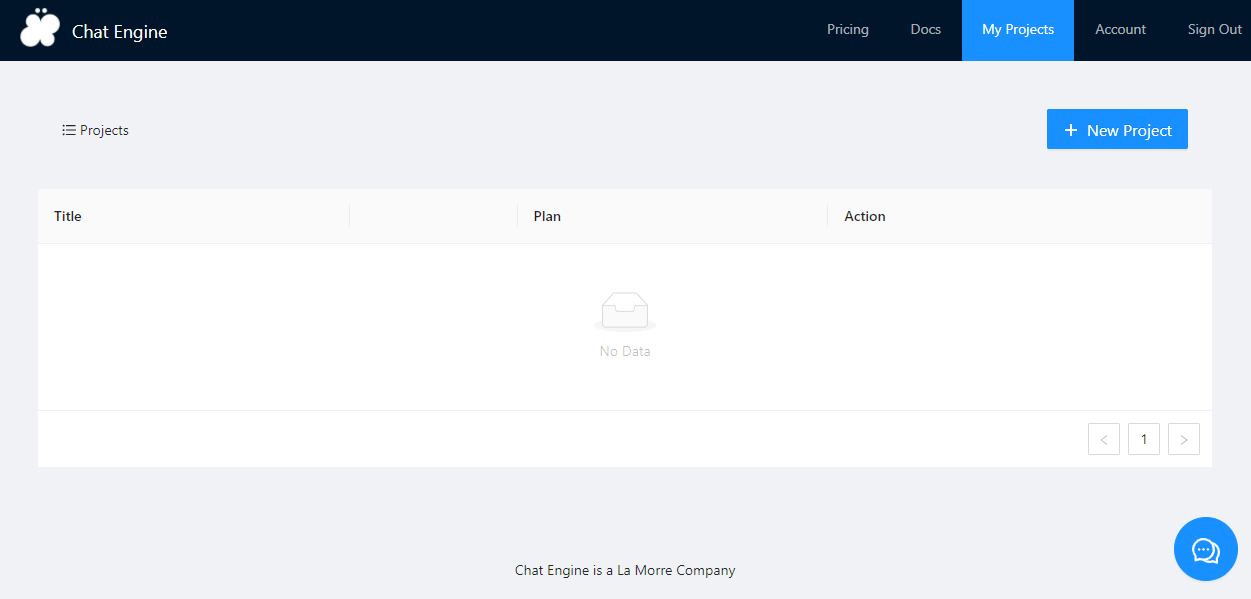 Chat Engine
Pricing
Docs
My Projects
Account
Sign Out
Projects
+ New Project
Title
Plan
Action
No Data
< 1 >
Chat Engine is a La Morre Company